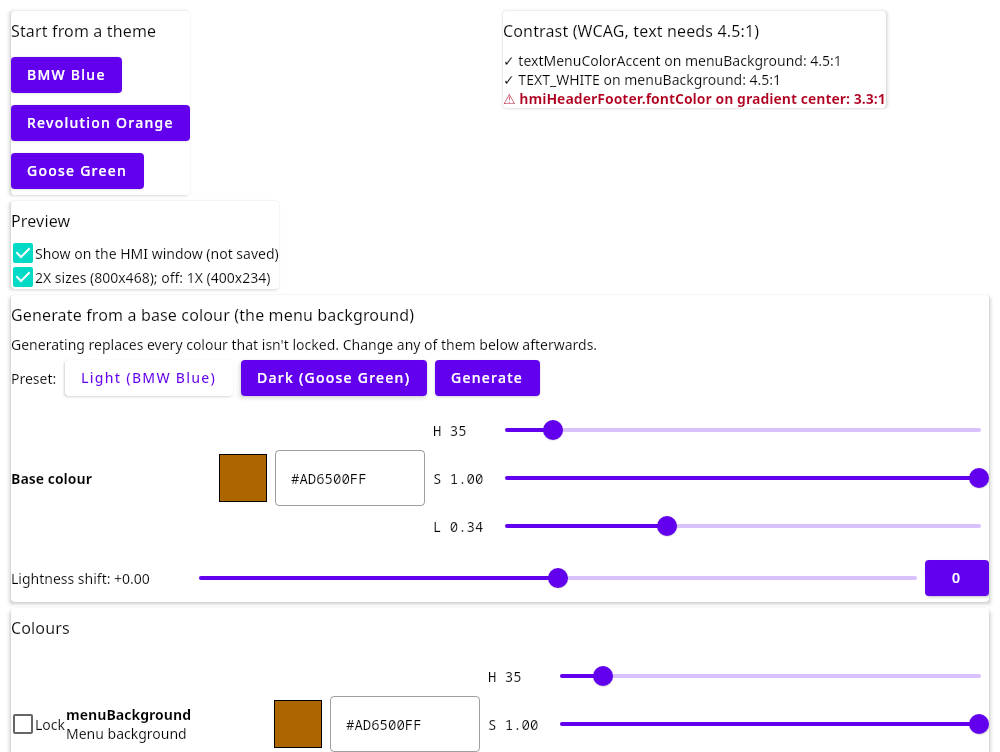 Start from a theme
BMW Blue
Revolution Orange
Goose Green
Contrast (WCAG, text needs 4.5:1)
✓ textMenuColorAccent on menuBackground: 4.5:1
✓ TEXT_WHITE on menuBackground: 4.5:1
⚠ hmiHeaderFooter.fontColor on gradient center: 3.3:1
Preview
Show on the HMI window (not saved)
2X sizes (800x468); off: 1X (400x234)
Generate from a base colour (the menu background)
Generating replaces every colour that isn't locked. Change any of them below afterwards.
Preset: Light (BMW Blue) Dark (Goose Green) Generate
H 35
Base colour #AD6500FF S 1.00
L 0.34
Lightness shift: +0.00 0
Colours
H 35
Lock menuBackground #AD6500FF S 1.00
Menu background